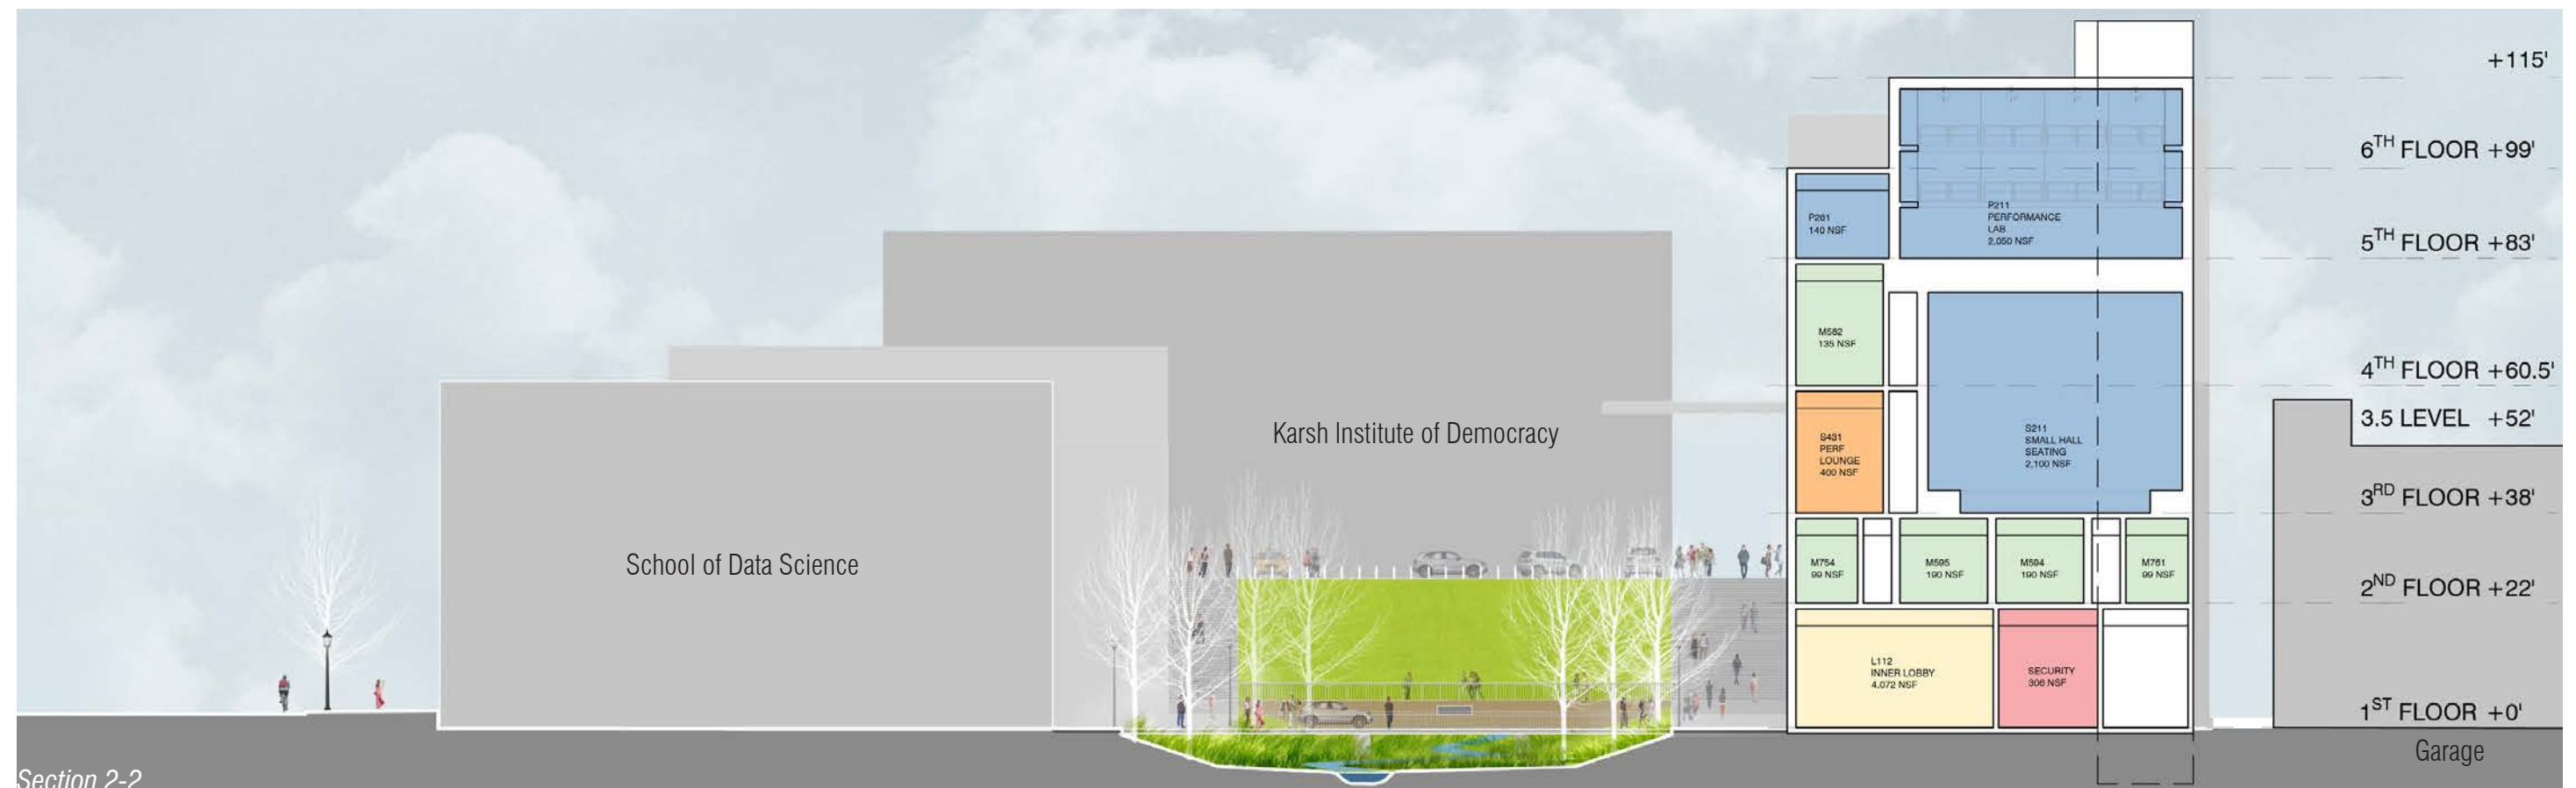 +115'
6TH FLOOR +99'
P211
PERFORMANCE
LAB
2,050 NSF
P281
140 NSF
5TH FLOOR +83'
M582
135 NSF
4TH FLOOR +60.5'
3.5 LEVEL +52'
Karsh Institute of Democracy
S431
PERF
LOUNGE
400 NSF
S211
SMALL HALL
SEATING
2,100 NSF
3RD FLOOR +38'
School of Data Science
M754
99 NSF
M595
190 NSF
M594
190 NSF
M761
99 NSF
2ND FLOOR +22'
L112
INNER LOBBY
4,072 NSF
SECURITY
306 NSF
1ST FLOOR +0'
Garage
Section 2-2